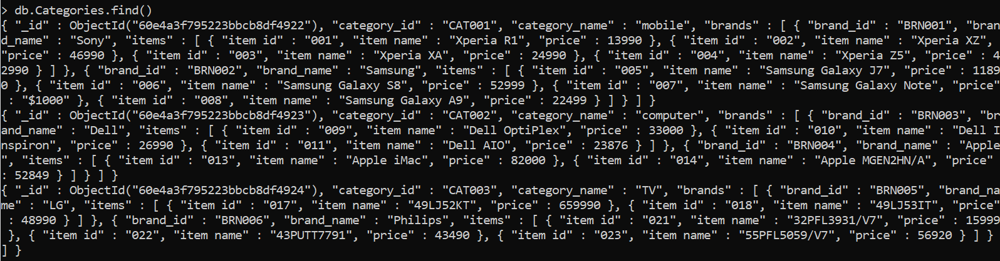 > db.Categories.find()
{ "_id" : ObjectId("60e4a3f795223bbcb8df4922"), "category_id" : "CAT001", "category_name" : "mobile", "brands" : [ { "brand_id" : "BRN001", "bran
d_name" : "Sony", "items" : [ { "item id" : "001", "item name" : "Xperia R1", "price" : 13990 }, { "item id" : "002", "item name" : "Xperia XZ",
"price" : 46990 }, { "item id" : "003", "item name" : "Xperia XA", "price" : 24990 }, { "item id" : "004", "item name" : "Xperia Z5", "price" : 4
2990 } ] }, { "brand_id" : "BRN002", "brand_name" : "Samsung", "items" : [ { "item id" : "005", "item name" : "Samsung Galaxy J7", "price" : 1189
0 }, { "item id" : "006", "item name" : "Samsung Galaxy S8", "price" : 52999 }, { "item id" : "007", "item name" : "Samsung Galaxy Note", "price"
: "$1000" }, { "item id" : "008", "item name" : "Samsung Galaxy A9", "price" : 22499 } ] } ] }
{ "_id" : ObjectId("60e4a3f795223bbcb8df4923"), "category_id" : "CAT002", "category_name" : "computer", "brands" : [ { "brand_id" : "BRN003", "br
and_name" : "Dell", "items" : [ { "item id" : "009", "item name" : "Dell OptiPlex", "price" : 33000 }, { "item id" : "010", "item name" : "Dell I
nspiron", "price" : 26990 }, { "item id" : "011", "item name" : "Dell AIO", "price" : 23876 } ] }, { "brand_id" : "BRN004", "brand_name" : "Apple
", "items" : [ { "item id" : "013", "item name" : "Apple iMac", "price" : 82000 }, { "item id" : "014", "item name" : "Apple MGEN2HN/A", "price"
: 52849 } ] } ] }
{ "_id" : ObjectId("60e4a3f795223bbcb8df4924"), "category_id" : "CAT003", "category_name" : "TV", "brands" : [ { "brand_id" : "BRN005", "brand_na
me" : "LG", "items" : [ { "item id" : "017", "item name" : "49LJ52KT", "price" : 659990 }, { "item id" : "018", "item name" : "49LJ53IT", "price"
: 48990 } ] }, { "brand_id" : "BRN006", "brand_name" : "Philips", "items" : [ { "item id" : "021", "item name" : "32PFL3931/V7", "price" : 15999
}, { "item id" : "022", "item name" : "43PUTT7791", "price" : 43490 }, { "item id" : "023", "item name" : "55PFL5059/V7", "price" : 56920 } ] }
] }